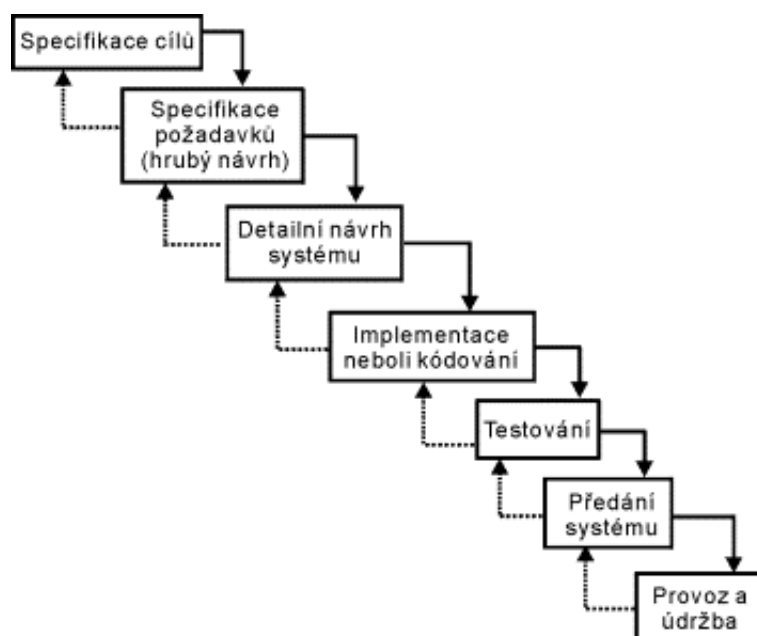 Specifikace cílů
Specifikace
požadavků
(hrubý návrh)
Detailní návrh
systému
Implementace
neboli kódování
Testování
Předání
systému
Provoz a
údržba